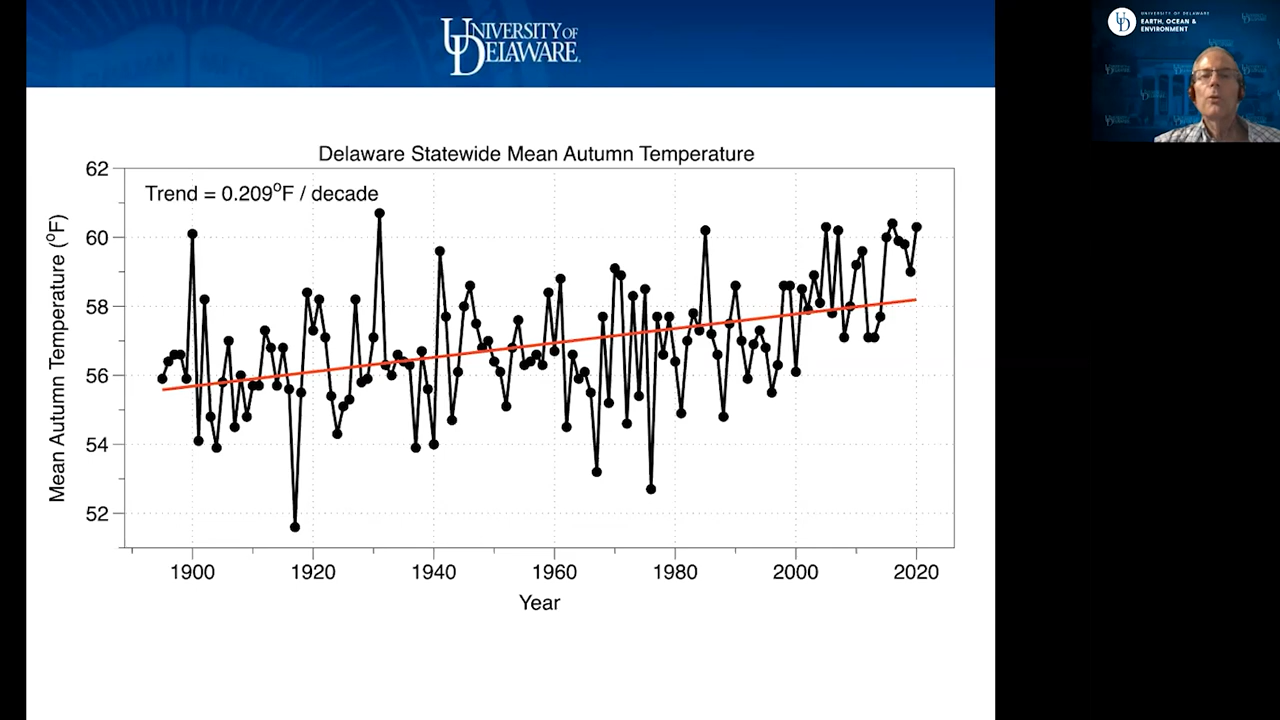 UNIVERSITY OF
DELAWARE.
UNIVERSITY OF DELAWARE
EARTH, OCEAN &
ENVIRONMENT
UD
Delaware Statewide Mean Autumn Temperature
Trend = 0.209°F / decade
Mean Autumn Temperature (°F)
62
60
58
56
54
52
1900 1920 1940 1960 1980 2000 2020
Year